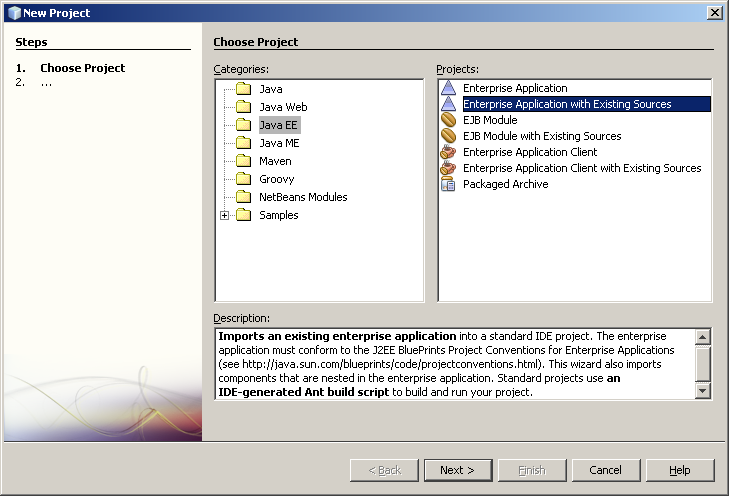 New Project
Steps
1. Choose Project
2. ...
Choose Project
Categories:
Java
Java Web
Java EE
Java ME
Maven
Groovy
NetBeans Modules
Samples
Projects:
Enterprise Application
Enterprise Application with Existing Sources
EJB Module
EJB Module with Existing Sources
Enterprise Application Client
Enterprise Application Client with Existing Sources
Packaged Archive
Description:
Imports an existing enterprise application into a standard IDE project. The enterprise
application must conform to the J2EE BluePrints Project Conventions for Enterprise Applications
(see http://java.sun.com/blueprints/code/projectconventions.html). This wizard also imports
components that are nested in the enterprise application. Standard projects use an
IDE-generated Ant build script to build and run your project.
< Back
Next >
Finish
Cancel
Help